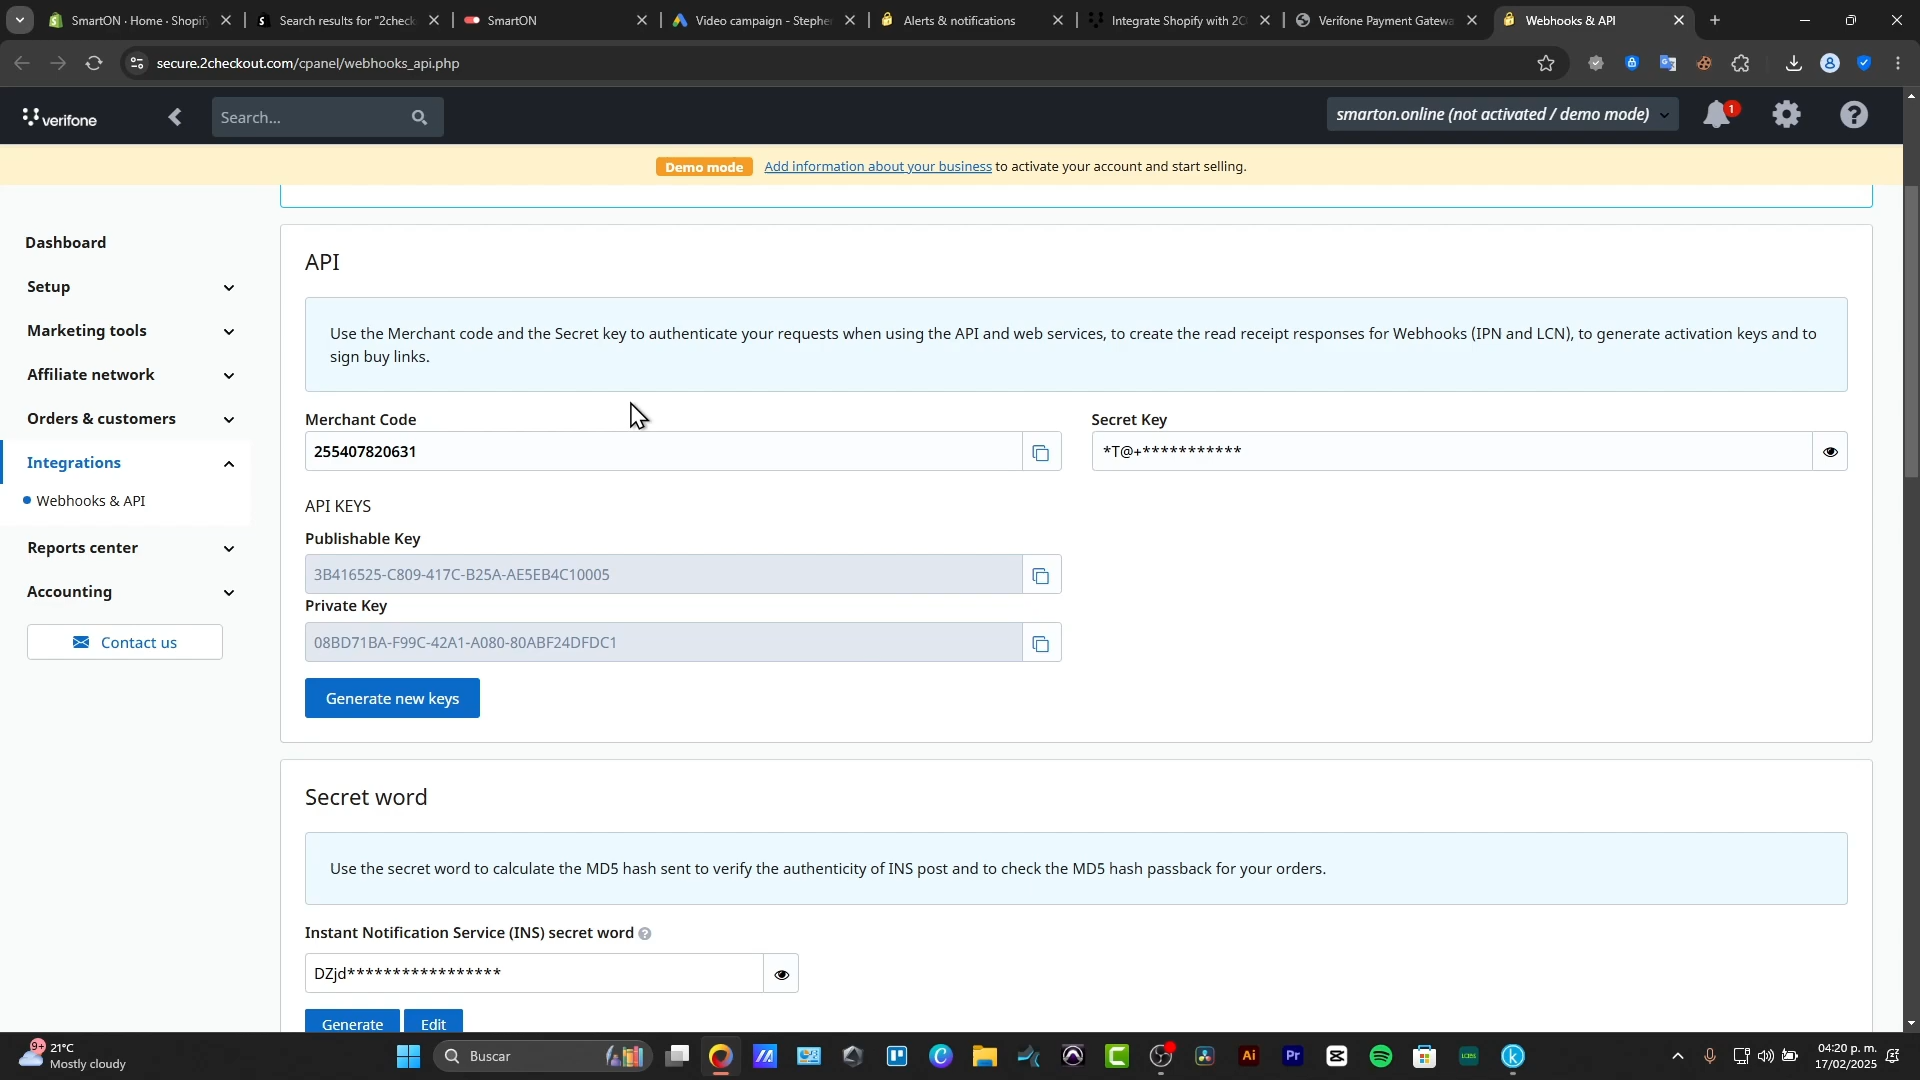 SmartON · Home · Shopify
Search results for "2check
SmartON
Video campaign - Stephe
Alerts & notifications
Integrate Shopify with 2C
Verifone Payment Gatewa
Webhooks & API
secure.2checkout.com/cpanel/webhooks_api.php
verifone
Search...
smarton.online (not activated / demo mode)
1
Demo mode Add information about your business to activate your account and start selling.
Dashboard
Setup
Marketing tools
Affiliate network
Orders & customers
Integrations
Webhooks & API
Reports center
Accounting
Contact us
API
Use the Merchant code and the Secret key to authenticate your requests when using the API and web services, to create the read receipt responses for Webhooks (IPN and LCN), to generate activation keys and to
sign buy links.
Merchant Code
255407820631
Secret Key
*T@+***********
API KEYS
Publishable Key
3B416525-C809-417C-B25A-AE5EB4C10005
Private Key
08BD71BA-F99C-42A1-A080-80ABF24DFDC1
Generate new keys
Secret word
Use the secret word to calculate the MD5 hash sent to verify the authenticity of INS post and to check the MD5 hash passback for your orders.
Instant Notification Service (INS) secret word
DZjd*****************
Generate
Edit
9+
21°C
Mostly cloudy
Buscar
Ai
Pr
04:20 p. m.
17/02/2025